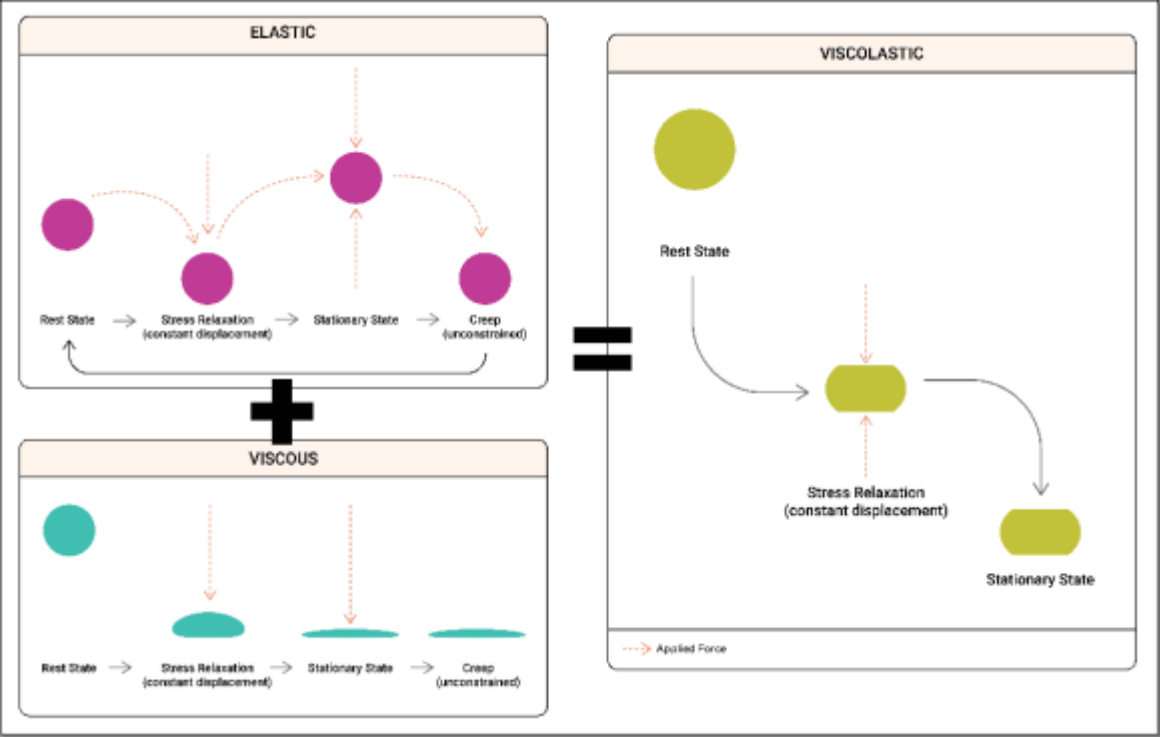 ELASTIC
Rest State
Stress Relaxation
(constant displacement)
Stationary State
Creep
(unconstrained)
VISCOUS
Rest State
Stress Relaxation
(constant displacement)
Stationary State
Creep
(unconstrained)
VISCOLASTIC
Rest State
Stress Relaxation
(constant displacement)
Stationary State
Applied Force